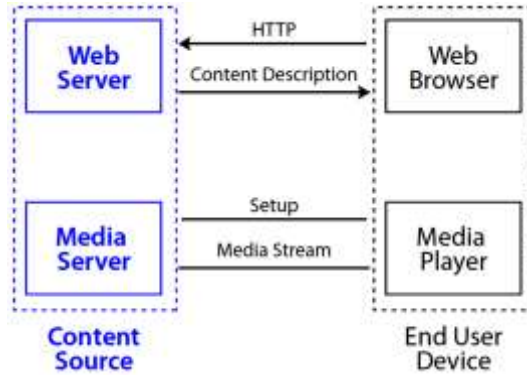 HTTP
Web
Server
Content Description
Web
Browser
Setup
Media
Server
Media Stream
Media
Player
Content
Source
End User
Device